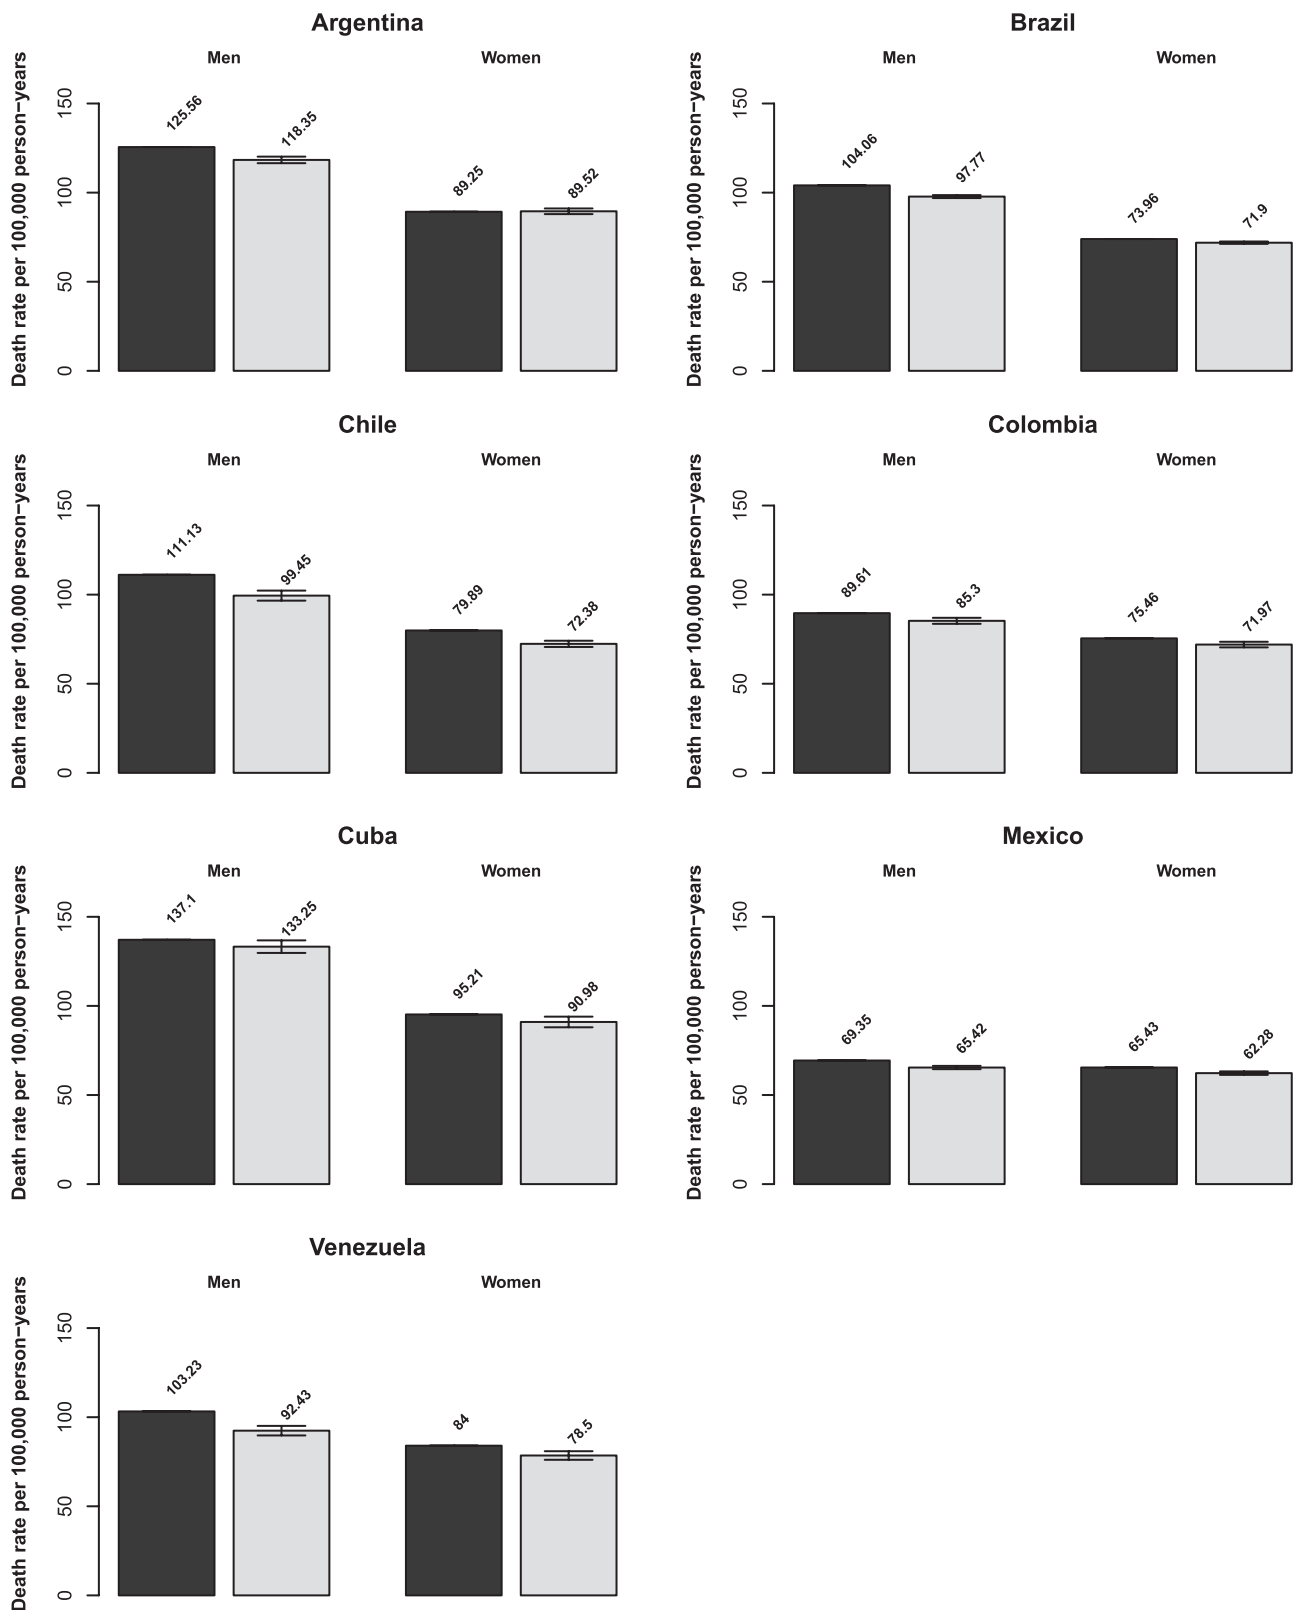 Argentina
Men
Women
Death rate per 100,000 person−years
150
100
50
0
125.56
118.35
89.25
89.52
Brazil
Men
Women
Death rate per 100,000 person−years
150
100
50
0
104.06
97.77
73.96
71.9
Chile
Men
Women
Death rate per 100,000 person−years
150
100
50
0
111.13
99.45
79.89
72.38
Colombia
Men
Women
Death rate per 100,000 person−years
150
100
50
0
89.61
85.3
75.46
71.97
Cuba
Men
Women
Death rate per 100,000 person−years
150
100
50
0
137.1
133.25
95.21
90.98
Mexico
Men
Women
Death rate per 100,000 person−years
150
100
50
0
69.35
65.42
65.43
62.28
Venezuela
Men
Women
Death rate per 100,000 person−years
150
100
50
0
103.23
92.43
84
78.5